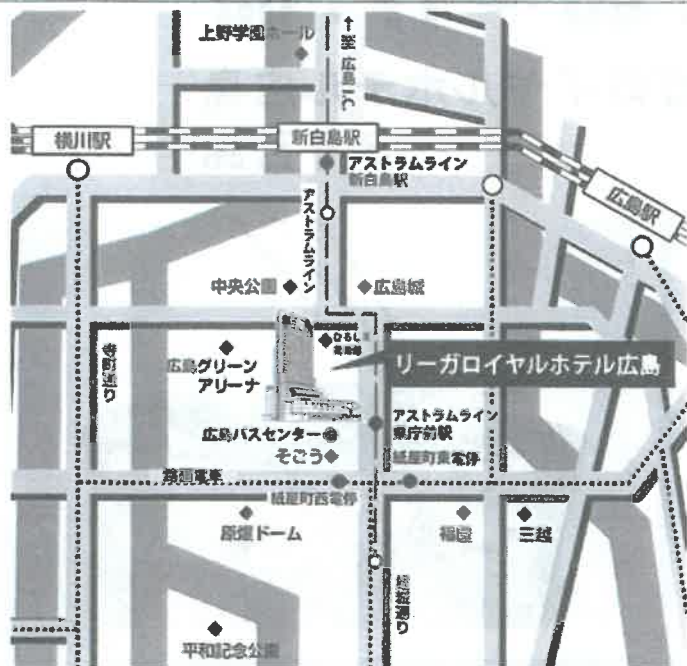 上野学園ホール
↑至 広島I.C.
横川駅
新白島駅
アストラムライン
新白島駅
広島駅
アストラムライン
中央公園
広島城
寺町通り
広島グリーン
アリーナ
リーガロイヤルホテル広島
アストラムライン
県庁前駅
広島バスセンター
そごう
紙屋町東電停
紙屋町西電停
原爆ドーム
福屋
三越
平和記念公園